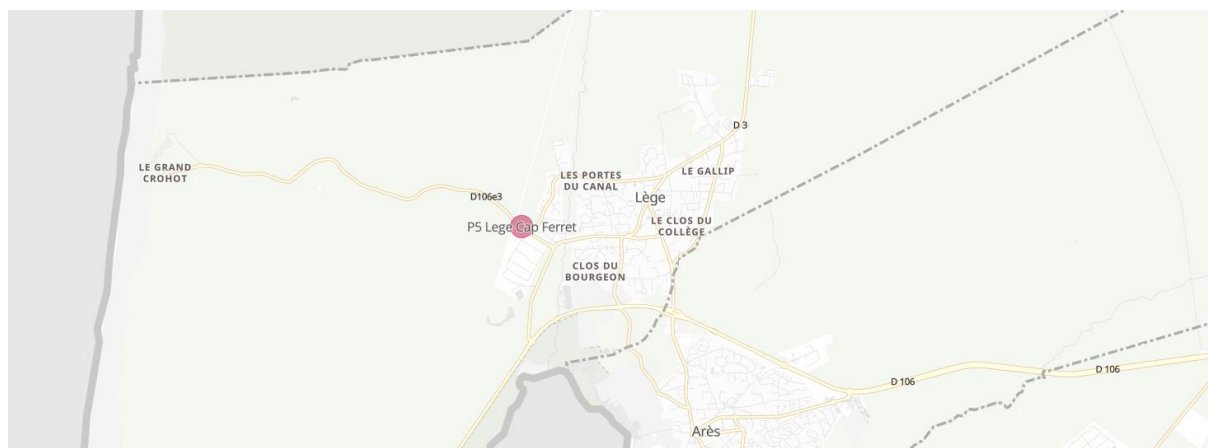 D 3
LE GRAND
CROHOT
LES PORTES
DU CANAL
LE GALLIP
D106e3
Lège
P5 Lege Cap Ferret
LE CLOS DU
COLLÈGE
CLOS DU
BOURGEON
D 106
D 106
Arès